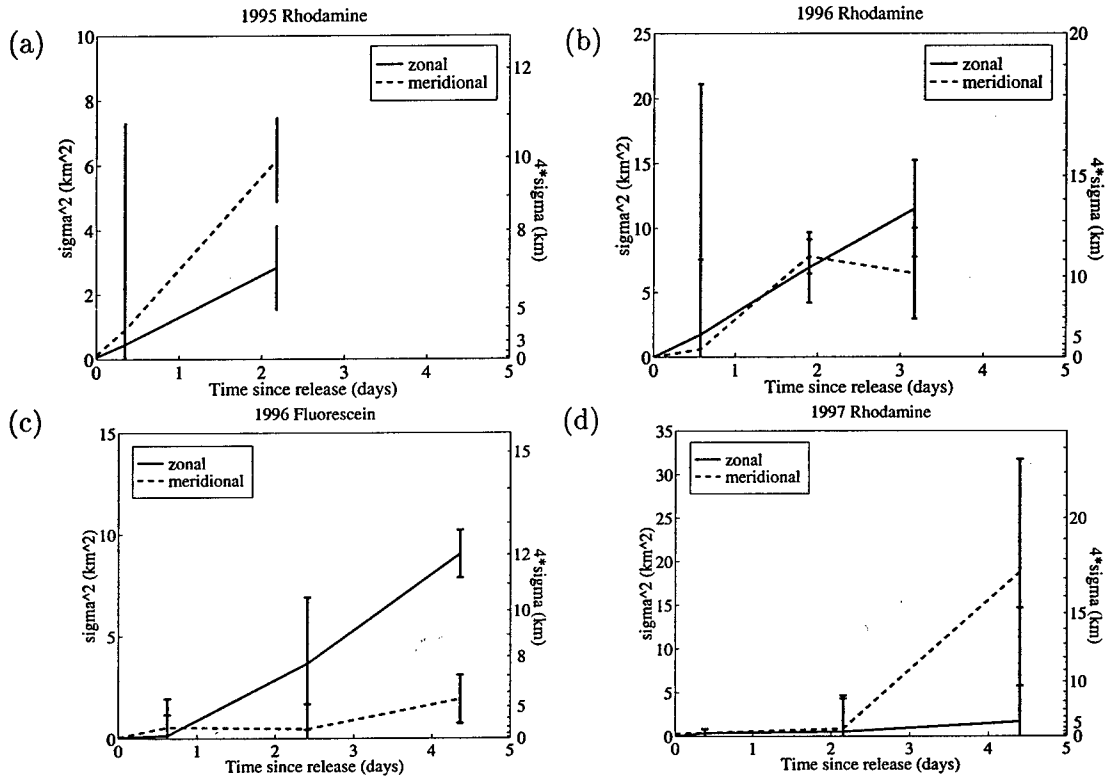 1995 Rhodamine
(a)
10
8
6
4
2
0
sigma^2 (km^2)
zonal
meridional
12
10
8
5
3
0
4*sigma (km)
0 1 2 3 4 5
Time since release (days)
1996 Rhodamine
(b)
25
20
15
10
5
0
sigma^2 (km^2)
zonal
meridional
20
15
10
5
0
4*sigma (km)
0 1 2 3 4 5
Time since release (days)
1996 Fluorescein
(c)
15
10
5
0
sigma^2 (km^2)
zonal
meridional
15
12
10
8
5
0
4*sigma (km)
0 1 2 3 4 5
Time since release (days)
1997 Rhodamine
(d)
35
30
25
20
15
10
5
0
sigma^2 (km^2)
zonal
meridional
20
15
10
5
0
4*sigma (km)
0 1 2 3 4 5
Time since release (days)